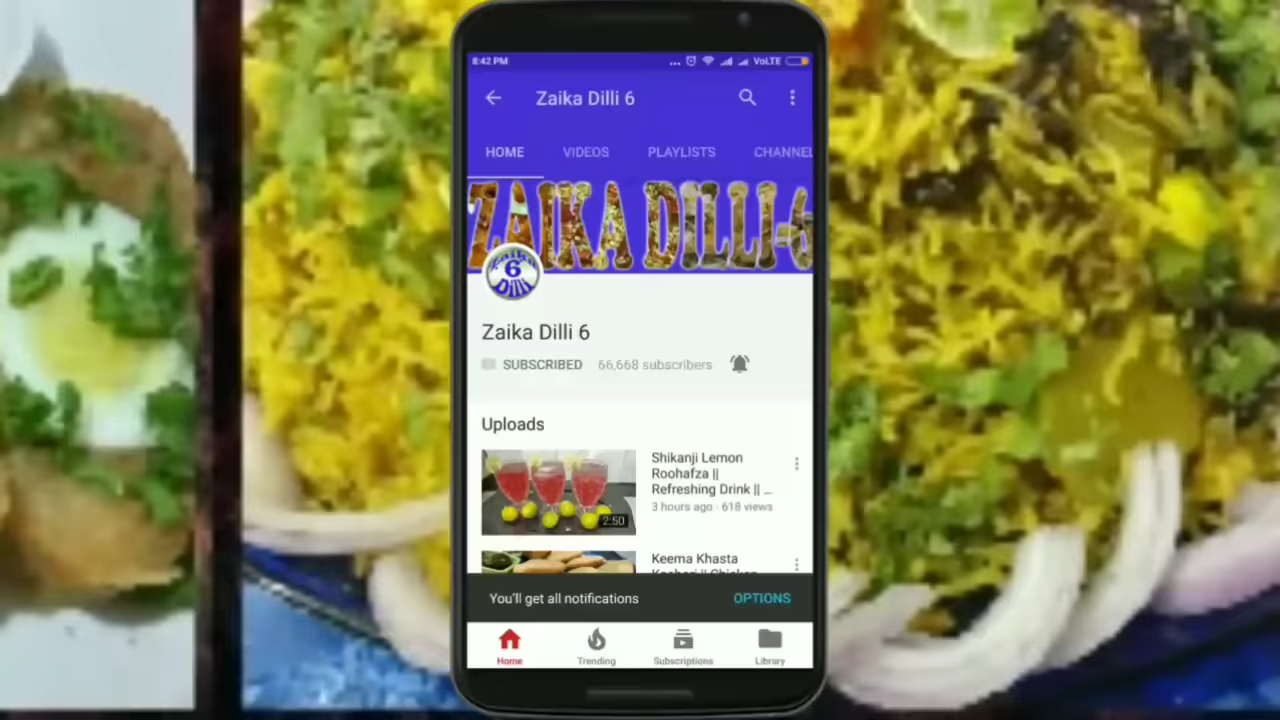 8:42 PM
... VoLTE
Zaika Dilli 6
HOME VIDEOS PLAYLISTS CHANNEL
ZAIKA DILLI-6
Zaika
6
Dilli
Zaika Dilli 6
SUBSCRIBED 66,668 subscribers
Uploads
Shikanji Lemon
Roohafza ||
Refreshing Drink || ...
3 hours ago · 618 views
2:50
Keema Khasta
You'll get all notifications OPTIONS
Home Trending Subscriptions Library